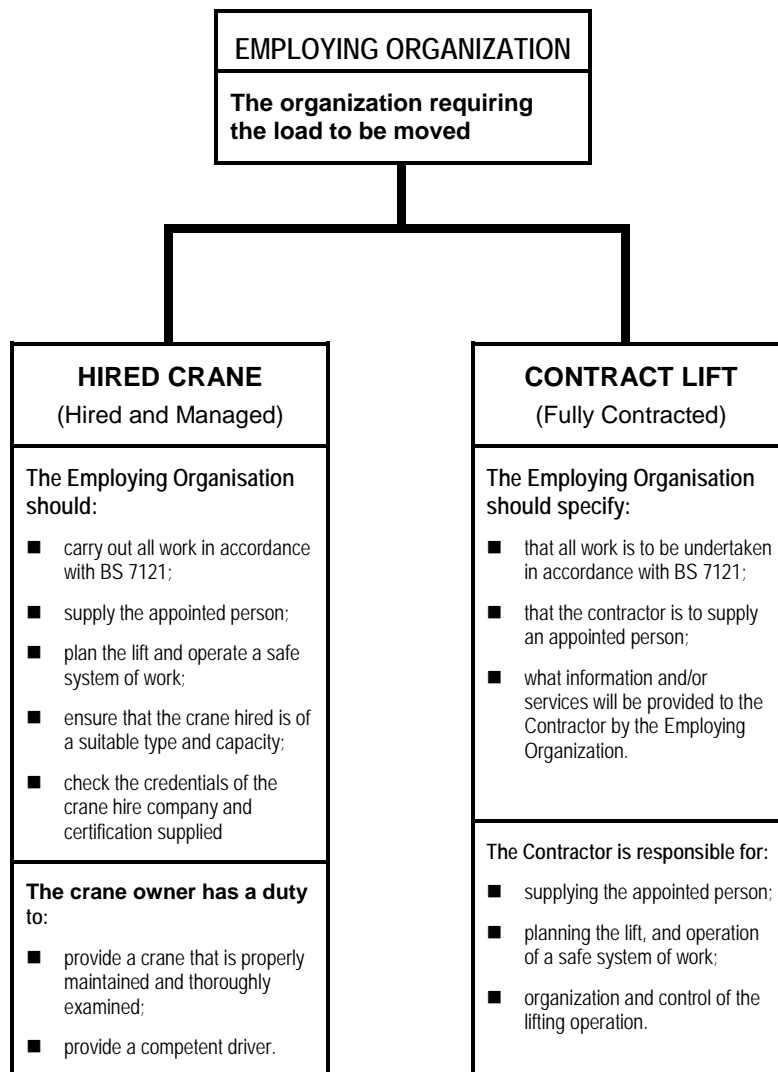 EMPLOYING ORGANIZATION
The organization requiring
the load to be moved
HIRED CRANE
(Hired and Managed)
The Employing Organisation
should:
■ carry out all work in accordance
with BS 7121;
■ supply the appointed person;
■ plan the lift and operate a safe
system of work;
■ ensure that the crane hired is of
a suitable type and capacity;
■ check the credentials of the
crane hire company and
certification supplied
The crane owner has a duty
to:
■ provide a crane that is properly
maintained and thoroughly
examined;
■ provide a competent driver.
CONTRACT LIFT
(Fully Contracted)
The Employing Organisation
should specify:
■ that all work is to be undertaken
in accordance with BS 7121;
■ that the contractor is to supply
an appointed person;
■ what information and/or
services will be provided to the
Contractor by the Employing
Organization.
The Contractor is responsible for:
■ supplying the appointed person;
■ planning the lift, and operation
of a safe system of work;
■ organization and control of the
lifting operation.